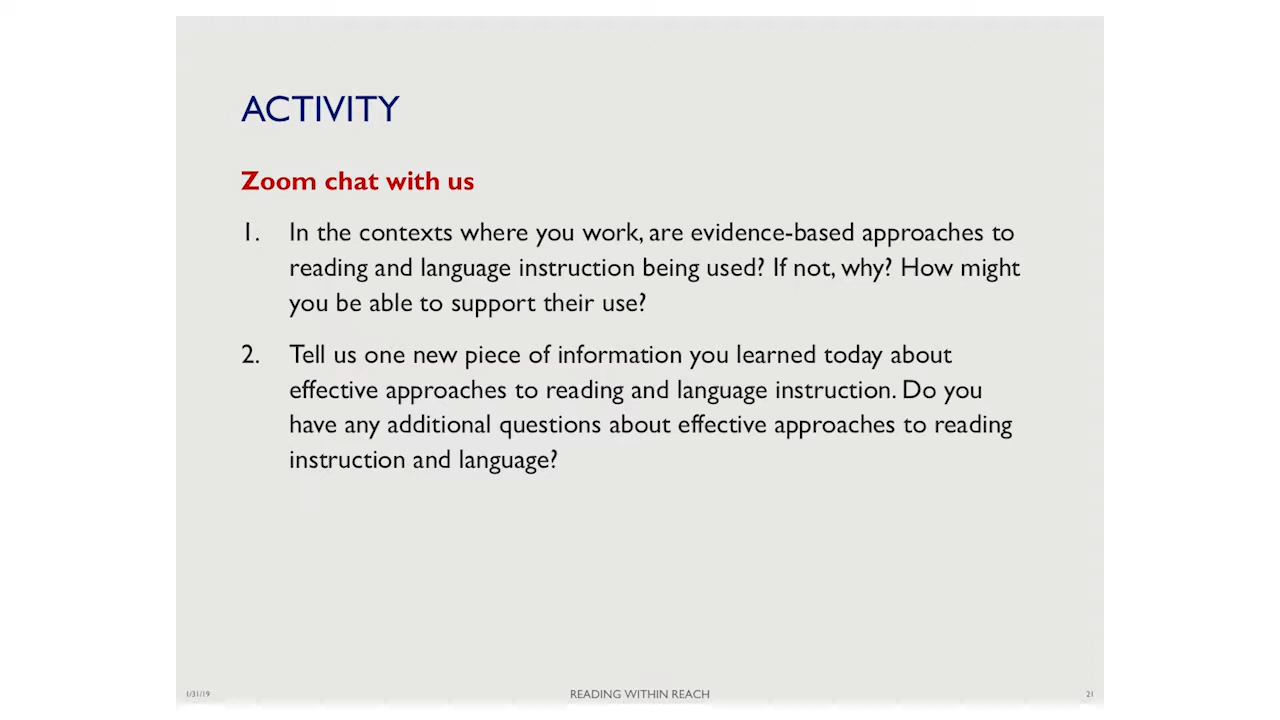 ACTIVITY
Zoom chat with us
1. In the contexts where you work, are evidence-based approaches to
reading and language instruction being used? If not, why? How might
you be able to support their use?
2. Tell us one new piece of information you learned today about
effective approaches to reading and language instruction. Do you
have any additional questions about effective approaches to reading
instruction and language?
1/31/19
READING WITHIN REACH
21